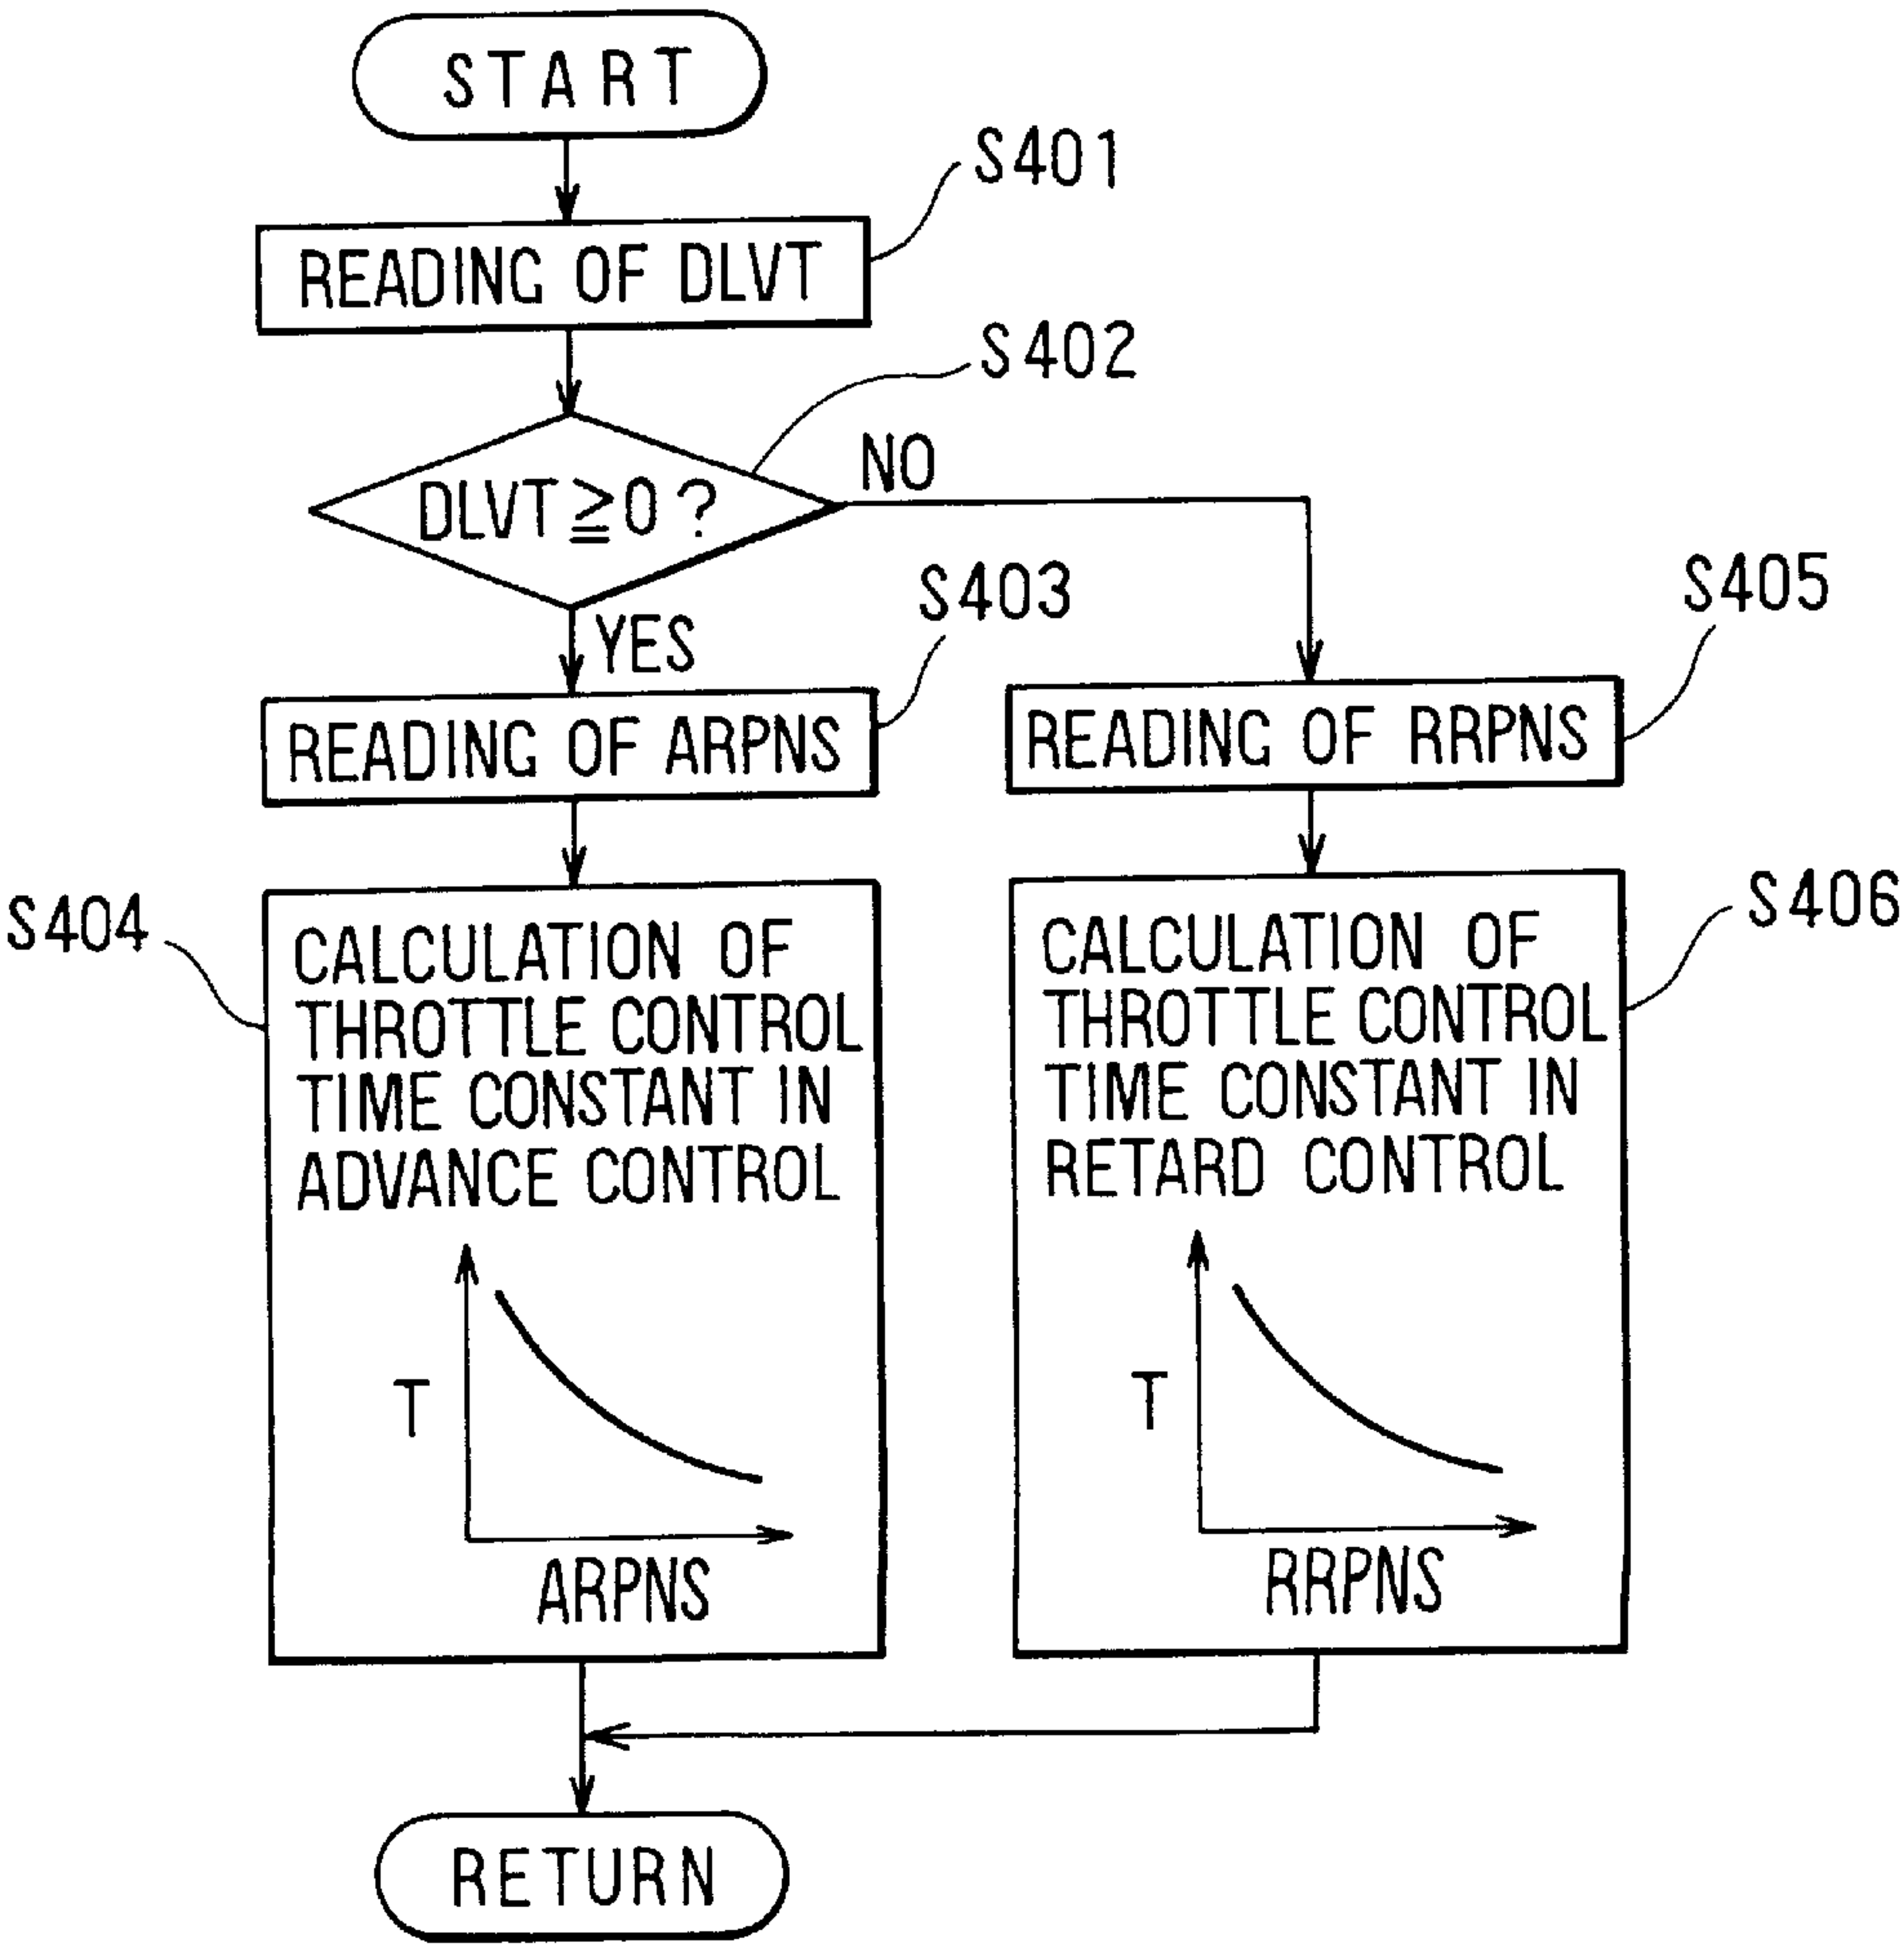 START
S401
READING OF DLVT
S402
DLVT≧0?
NO
YES
S403
S405
READING OF ARPNS
READING OF RRPNS
S404
CALCULATION OF
THROTTLE CONTROL
TIME CONSTANT IN
ADVANCE CONTROL
T
ARPNS
S406
CALCULATION OF
THROTTLE CONTROL
TIME CONSTANT IN
RETARD CONTROL
T
RRPNS
RETURN